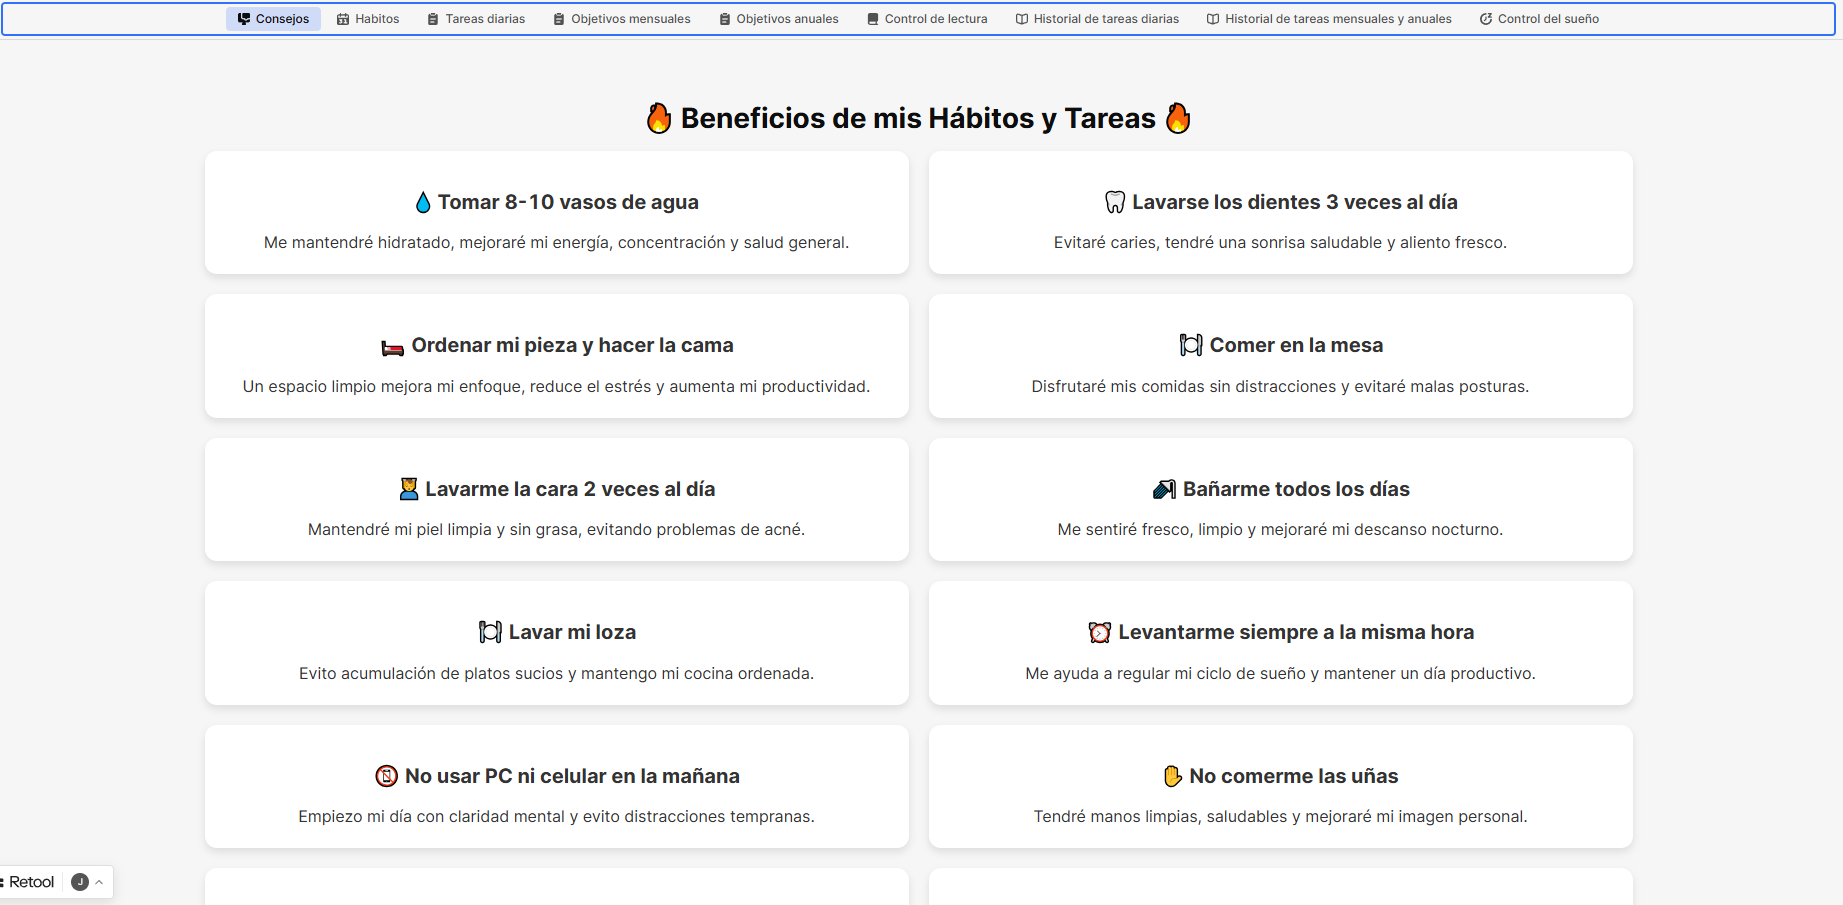 Consejos Habitos Tareas diarias Objetivos mensuales Objetivos anuales Control de lectura Historial de tareas diarias Historial de tareas mensuales y anuales Control del sueño
🔥 Beneficios de mis Hábitos y Tareas 🔥
💧 Tomar 8-10 vasos de agua
Me mantendré hidratado, mejoraré mi energía, concentración y salud general.
🦷 Lavarse los dientes 3 veces al día
Evitaré caries, tendré una sonrisa saludable y aliento fresco.
🛏️ Ordenar mi pieza y hacer la cama
Un espacio limpio mejora mi enfoque, reduce el estrés y aumenta mi productividad.
🍽️ Comer en la mesa
Disfrutaré mis comidas sin distracciones y evitaré malas posturas.
💆‍♂️ Lavarme la cara 2 veces al día
Mantendré mi piel limpia y sin grasa, evitando problemas de acné.
🚿 Bañarme todos los días
Me sentiré fresco, limpio y mejoraré mi descanso nocturno.
🍽️ Lavar mi loza
Evito acumulación de platos sucios y mantengo mi cocina ordenada.
⏰ Levantarme siempre a la misma hora
Me ayuda a regular mi ciclo de sueño y mantener un día productivo.
📵 No usar PC ni celular en la mañana
Empiezo mi día con claridad mental y evito distracciones tempranas.
✋ No comerme las uñas
Tendré manos limpias, saludables y mejoraré mi imagen personal.
Retool J